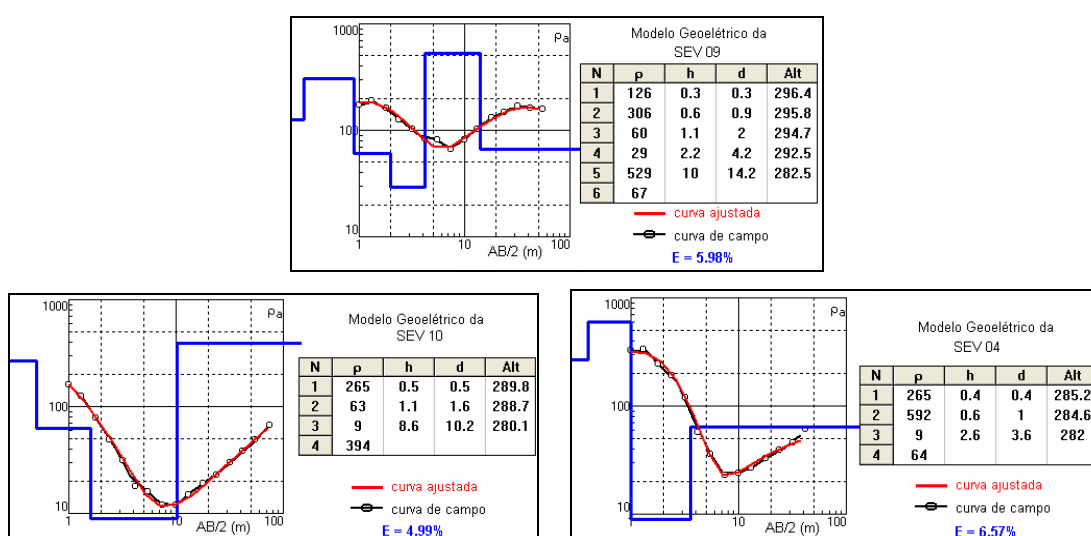 1000
100
10
ρa
1 10 100
AB/2 (m)
Modelo Geoelétrico da
SEV 09
N ρ h d Alt
1 126 0.3 0.3 296.4
2 306 0.6 0.9 295.8
3 60 1.1 2 294.7
4 29 2.2 4.2 292.5
5 529 10 14.2 282.5
6 67
curva ajustada
curva de campo
E = 5.98%
1000
100
10
ρa
1 10 100
AB/2 (m)
Modelo Geoelétrico da
SEV 10
N ρ h d Alt
1 265 0.5 0.5 289.8
2 63 1.1 1.6 288.7
3 9 8.6 10.2 280.1
4 394
curva ajustada
curva de campo
E = 4.99%
1000
100
10
ρa
10 100
AB/2 (m)
Modelo Geoelétrico da
SEV 04
N ρ h d Alt
1 265 0.4 0.4 285.2
2 592 0.6 1 284.6
3 9 2.6 3.6 282
4 64
curva ajustada
curva de campo
E = 6.57%